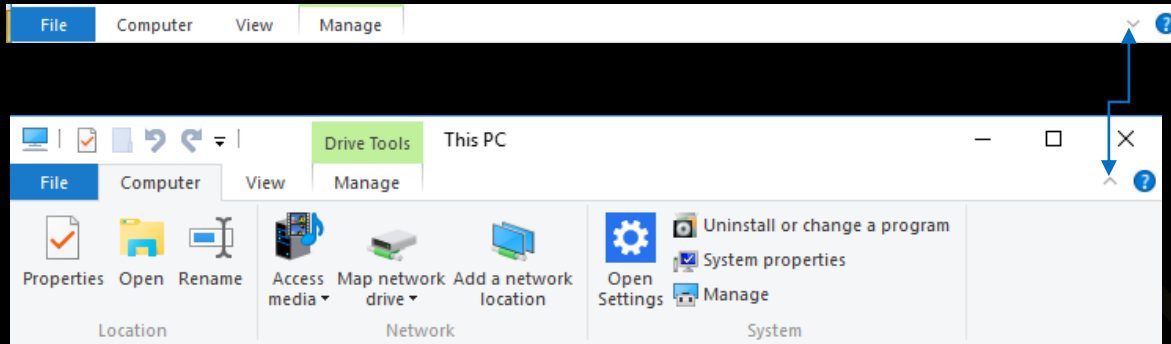 File Computer View Manage ?
Drive Tools This PC
File Computer View Manage ?
Properties Open Rename Access media Map network drive Add a network location Open Settings
Uninstall or change a program
System properties
Manage
Location Network System